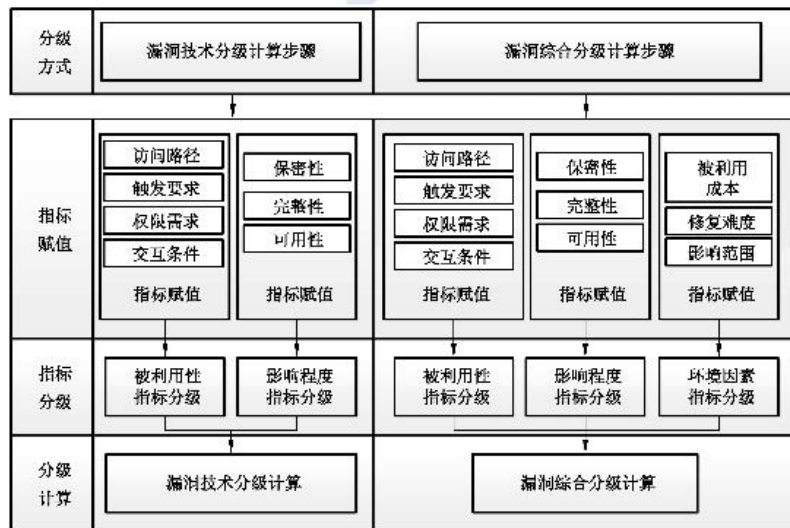 分级
方式
漏洞技术分级计算步骤
漏洞综合分级计算步骤
指标
赋值
访问路径
触发要求
权限需求
交互条件
指标赋值
保密性
完整性
可用性
指标赋值
访问路径
触发要求
权限需求
交互条件
指标赋值
保密性
完整性
可用性
指标赋值
被利用
成本
修复难度
影响范围
指标赋值
指标
分级
被利用性
指标分级
影响程度
指标分级
被利用性
指标分级
影响程度
指标分级
环境因素
指标分级
分级
计算
漏洞技术分级计算
漏洞综合分级计算